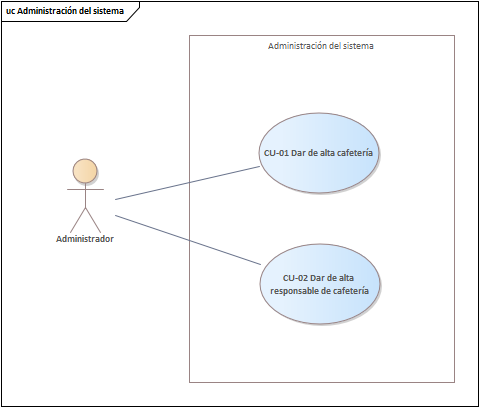 uc Administración del sistema
Administración del sistema
CU-01 Dar de alta cafetería
Administrador
CU-02 Dar de alta
responsable de cafetería